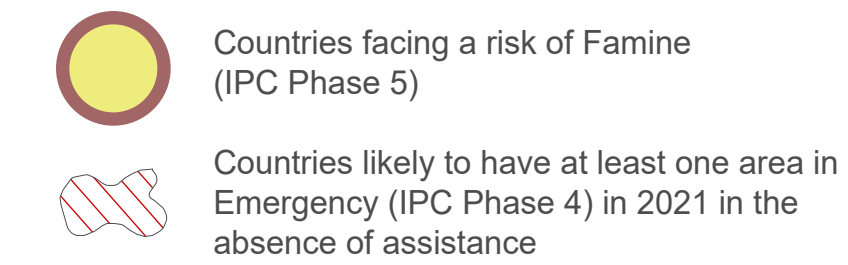 Countries facing a risk of Famine
(IPC Phase 5)
Countries likely to have at least one area in
Emergency (IPC Phase 4) in 2021 in the
absence of assistance